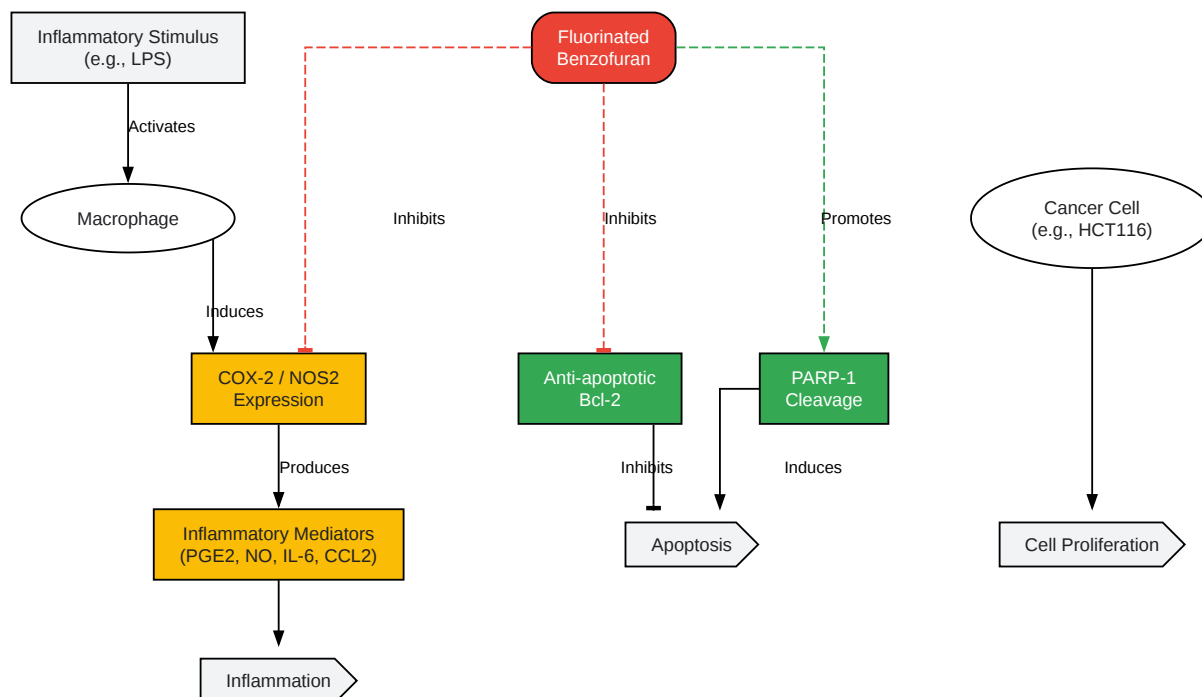 Inflammatory Stimulus
(e.g., LPS)
Fluorinated
Benzofuran
Activates
Macrophage
Inhibits
Inhibits
Promotes
Cancer Cell
(e.g., HCT116)
Induces
COX-2 / NOS2
Expression
Anti-apoptotic
Bcl-2
PARP-1
Cleavage
Produces
Inhibits
Induces
Inflammatory Mediators
(PGE2, NO, IL-6, CCL2)
Apoptosis
Cell Proliferation
Inflammation